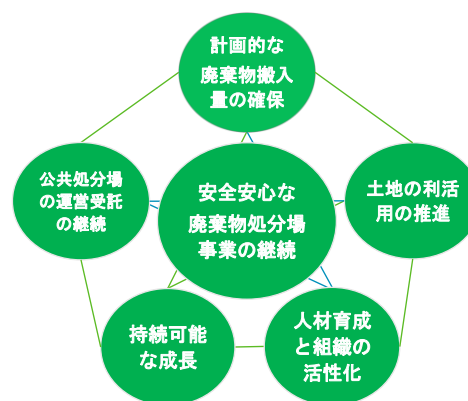 計画的な
廃棄物搬入
量の確保
公共処分場
の運営受託
の継続
安全安心な
廃棄物処分場
事業の継続
土地の利活
用の推進
持続可能
な成長
人材育成
と組織の
活性化